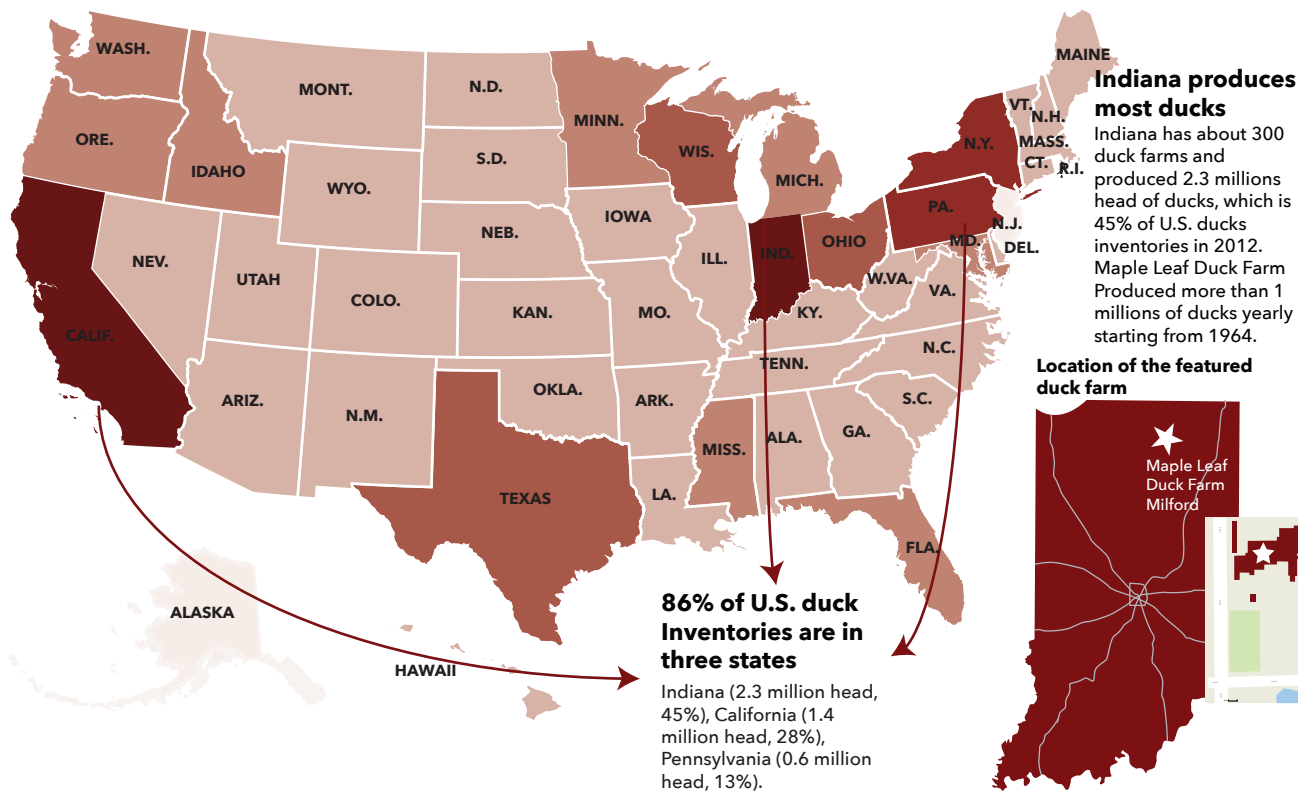 WASH.
MONT.
N.D.
MINN.
MAINE
ORE.
IDAHO
WYO.
S.D.
WIS.
MICH.
N.Y.
VT.
N.H.
MASS.
CT.
R.I.
NEV.
UTAH
COLO.
NEB.
IOWA
ILL.
IND.
OHIO
PA.
N.J.
MD.
DEL.
CALIF.
KAN.
MO.
KY.
W.VA.
VA.
ARIZ.
N.M.
OKLA.
ARK.
TENN.
N.C.
S.C.
TEXAS
LA.
MISS.
ALA.
GA.
FLA.
ALASKA
HAWAII
Indiana produces
most ducks
Indiana has about 300
duck farms and
produced 2.3 millions
head of ducks, which is
45% of U.S. ducks
inventories in 2012.
Maple Leaf Duck Farm
Produced more than 1
millions of ducks yearly
starting from 1964.
Location of the featured
duck farm
Maple Leaf
Duck Farm
Milford
86% of U.S. duck
Inventories are in
three states
Indiana (2.3 million head,
45%), California (1.4
million head, 28%),
Pennsylvania (0.6 million
head, 13%).